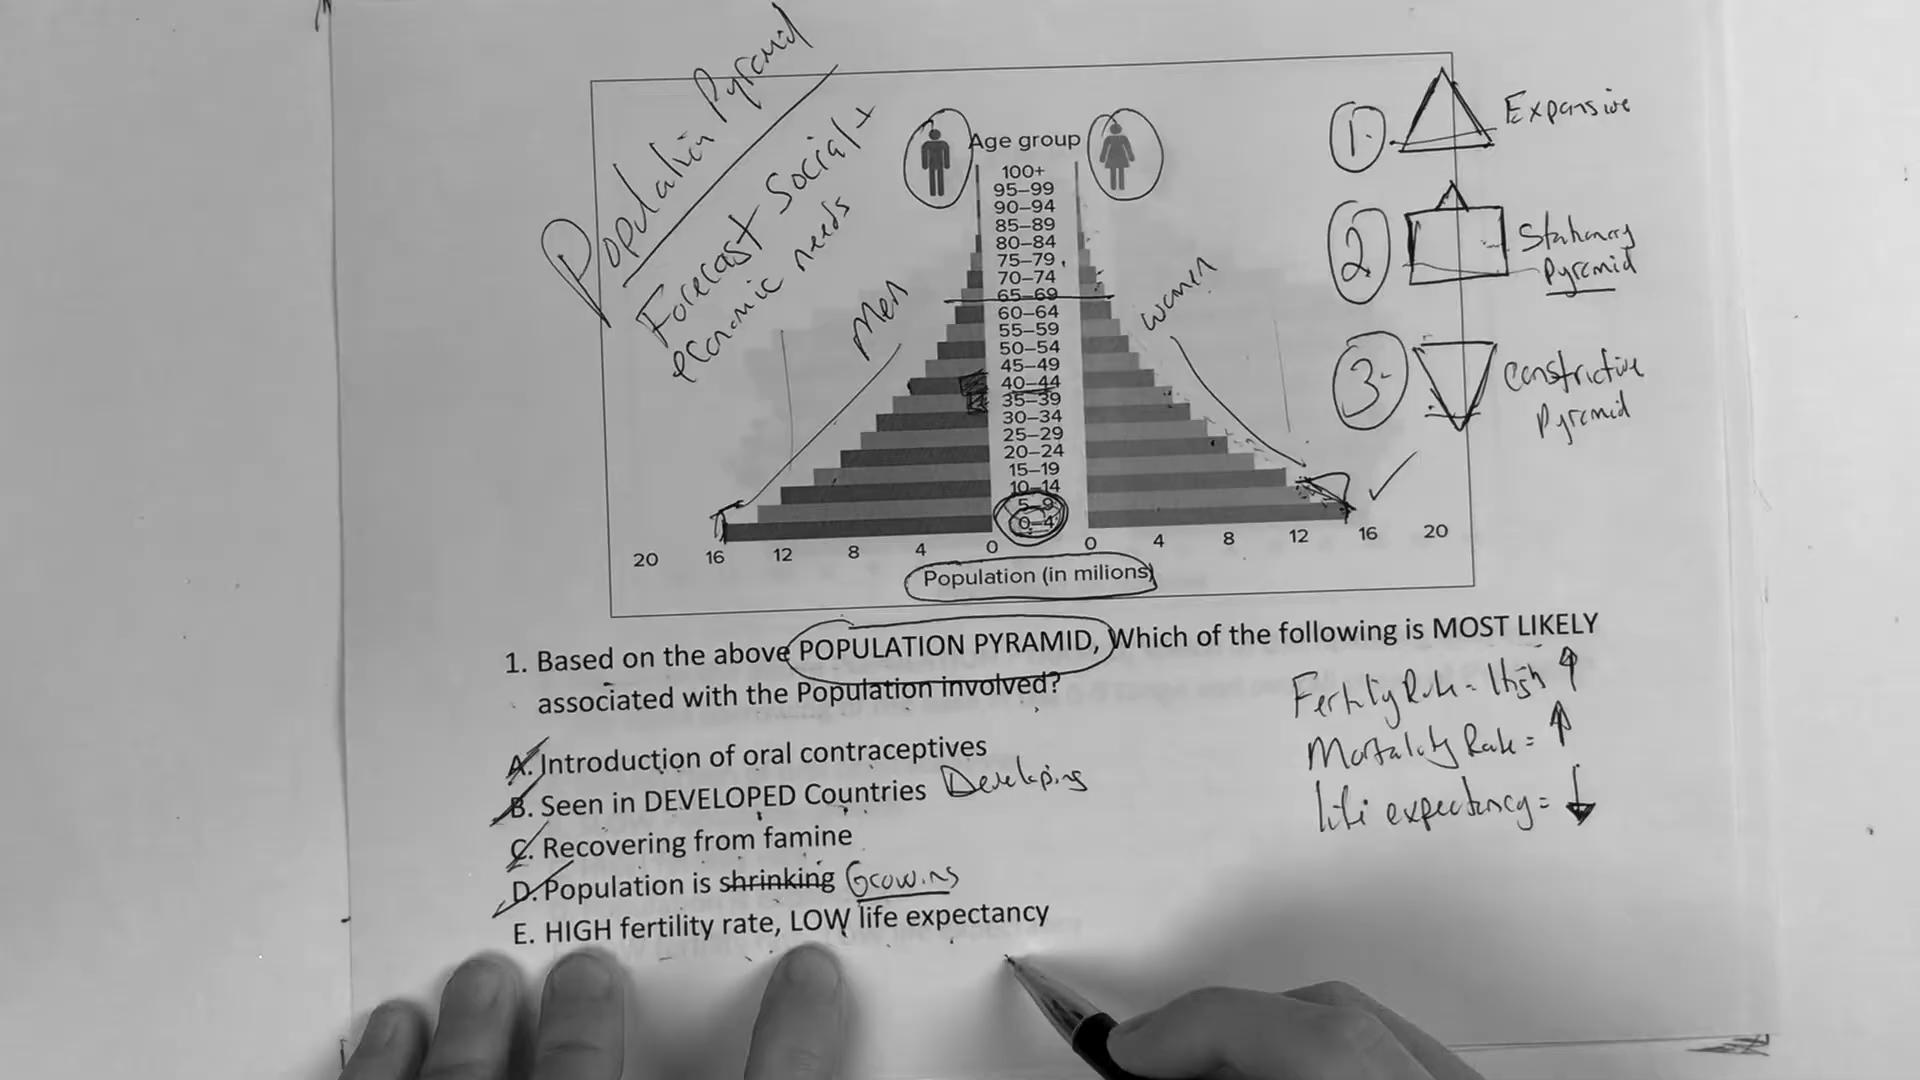 Population Pyramid
Forecast Social +
economic needs
Men
Women
Age group
100+
95–99
90–94
85–89
80–84
75–79
70–74
65–69
60–64
55–59
50–54
45–49
40–44
35–39
30–34
25–29
20–24
15–19
10–14
5–9
0–4
20 16 12 8 4 0 0 4 8 12 16 20
Population (in milions)
1. Expansive
2 Stationary
Pyramid
3- Constrictive
Pyramid
1. Based on the above POPULATION PYRAMID, Which of the following is MOST LIKELY
associated with the Population involved?
A. Introduction of oral contraceptives
B. Seen in DEVELOPED Countries Developing
C. Recovering from famine
D. Population is shrinking Growing
E. HIGH fertility rate, LOW life expectancy
Fertility Rate = High ↑
Mortality Rate = ↑
life expectancy = ↓